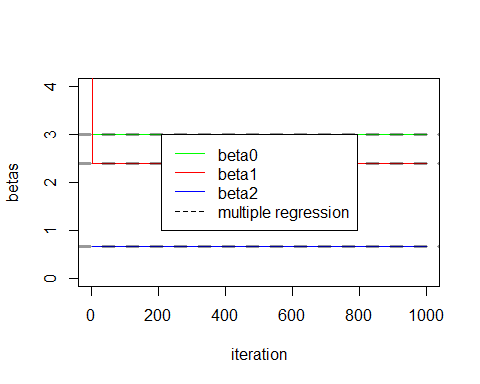 betas
4
3
2
1
0
beta0
beta1
beta2
multiple regression
0 200 400 600 800 1000
iteration